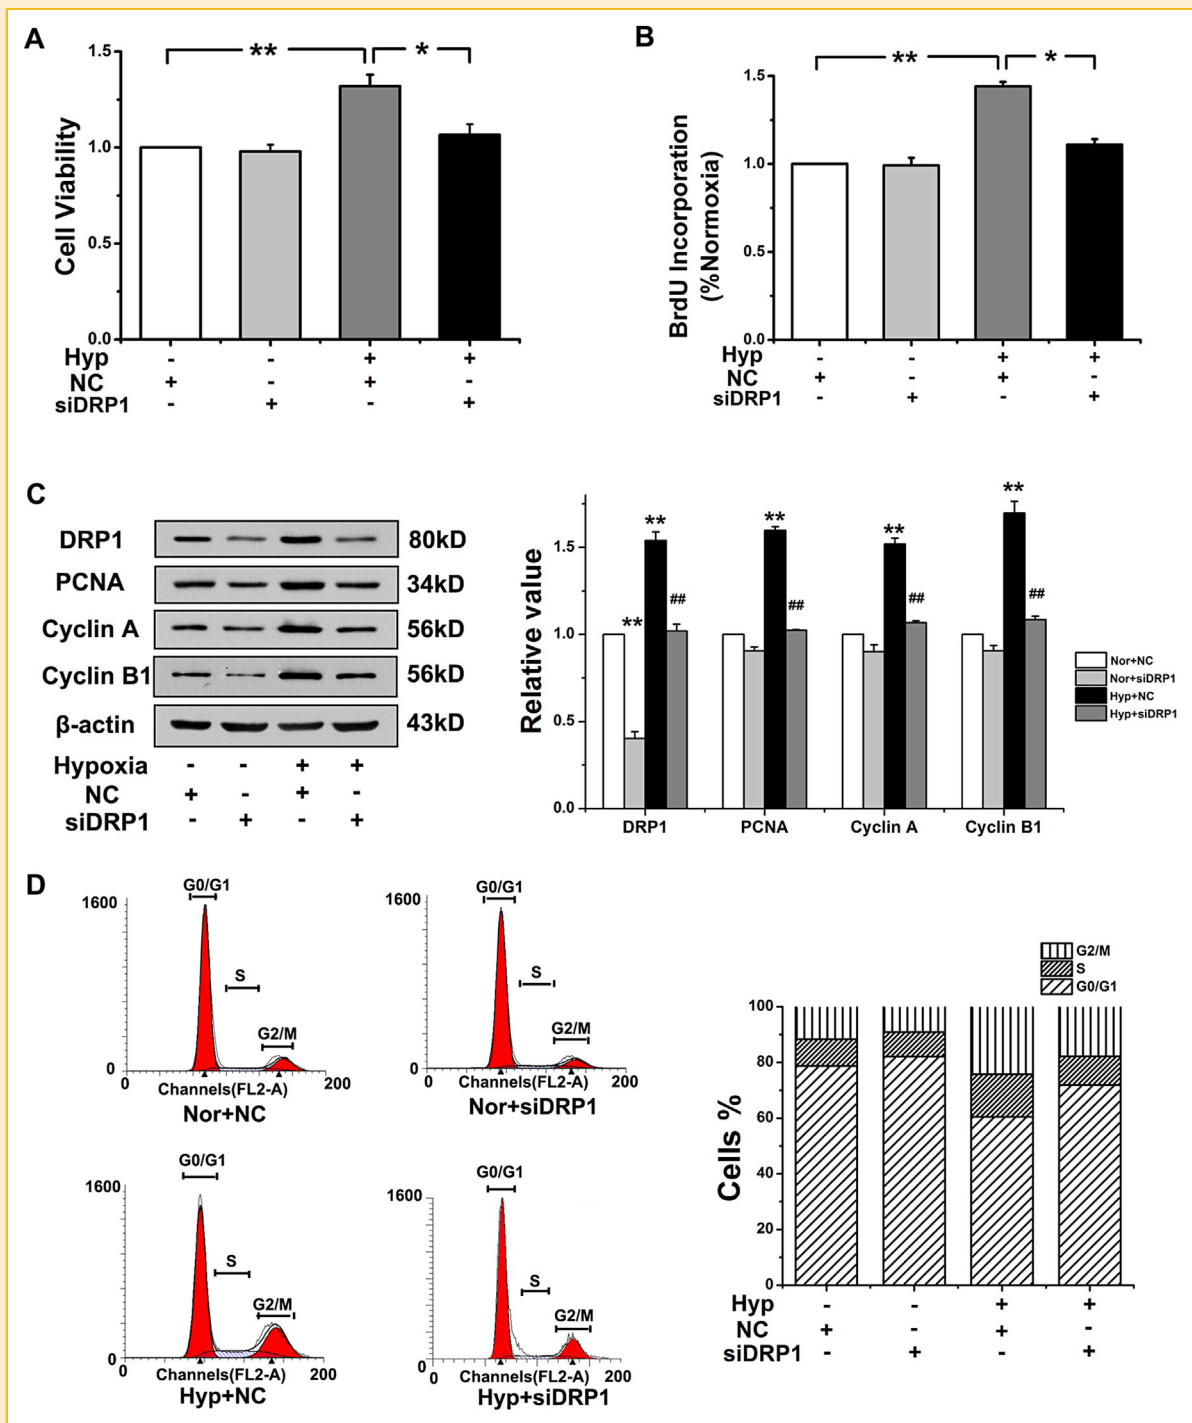 A
** *
1.5
1.0
0.5
0.0
Cell Viability
Hyp - - + +
NC + - + -
siDRP1 - + - +
B
** *
1.5
1.0
0.5
0.0
BrdU Incorporation
(%Normoxia)
Hyp - - + +
NC + - + -
siDRP1 - + - +
C
DRP1 80kD
PCNA 34kD
Cyclin A 56kD
Cyclin B1 56kD
β-actin 43kD
Hypoxia - - + +
NC + - + -
siDRP1 - + - +
Relative value
1.5
1.0
0.5
0.0
** ** ##
** ##
** ##
** ##
DRP1 PCNA Cyclin A Cyclin B1
Nor+NC
Nor+siDRP1
Hyp+NC
Hyp+siDRP1
D
1600
G0/G1
S
G2/M
0
0 200
Channels(FL2-A)
Nor+NC
1600
G0/G1
S
G2/M
0
0 200
Channels(FL2-A)
Nor+siDRP1
1600
G0/G1
S
G2/M
0
0 200
Channels(FL2-A)
Hyp+NC
1600
G0/G1
S
G2/M
0
0 200
Channels(FL2-A)
Hyp+siDRP1
G2/M
S
G0/G1
100
80
60
40
20
0
Cells %
Hyp - - + +
NC + - + -
siDRP1 - + - +